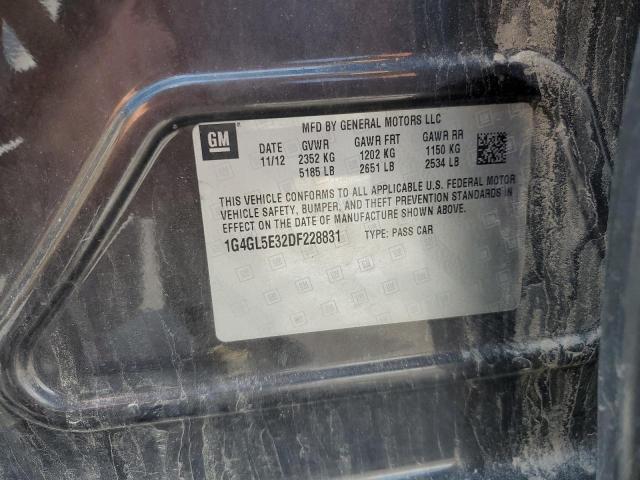 GM
MFD BY GENERAL MOTORS LLC
DATE GVWR GAWR FRT GAWR RR
11/12 2352 KG 1202 KG 1150 KG
5185 LB 2651 LB 2534 LB
THIS VEHICLE CONFORMS TO ALL APPLICABLE U.S. FEDERAL MOTOR
VEHICLE SAFETY, BUMPER, AND THEFT PREVENTION STANDARDS IN
EFFECT ON THE DATE OF MANUFACTURE SHOWN ABOVE.
1G4GL5E32DF228831 TYPE: PASS CAR